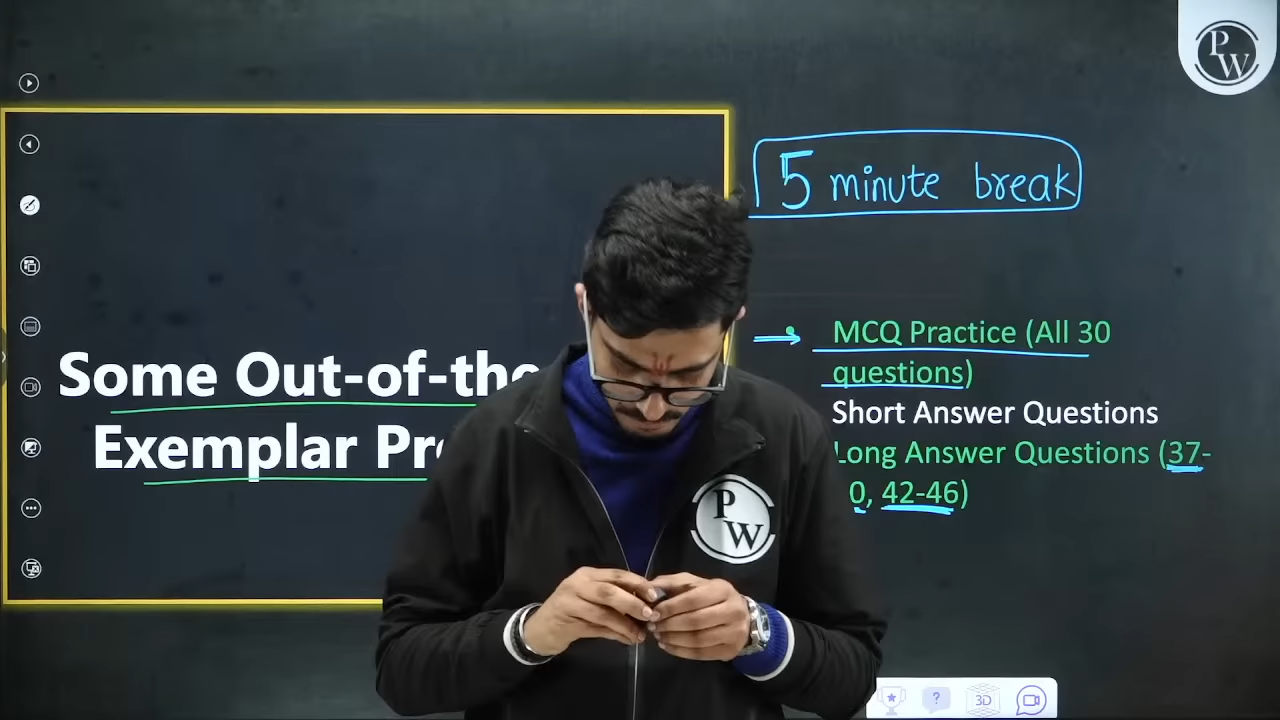 P
W
5 minute break
Some Out-of-the
Exemplar Pr
MCQ Practice (All 30
questions)
Short Answer Questions
Long Answer Questions (37-
0, 42-46)
P
W
?
3D